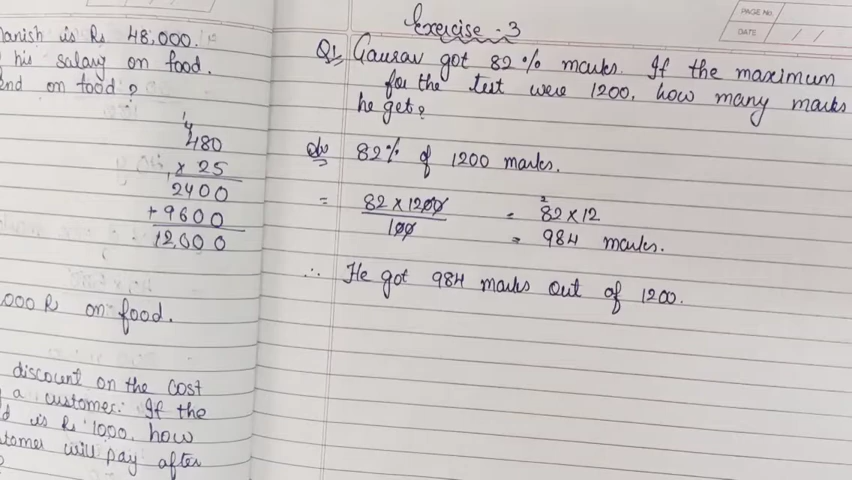 anish is Rs 48,000.
his salary on food.
end on food?
480
x 25
2400
+9600
12,000
,000 R on food.
discount on the cost
a customer. If the
d is Rs 1000, how
stomer will pay after
PAGE NO.
DATE / /
Exercise - 3
Q1 Gaurav got 82% marks. If the maximum
for the test were 1200, how many marks
he get?
82% of 1200 marks.
= 82 x 1200 = 82 x 12
100 = 984 marks.
∴ He got 984 marks out of 1200.